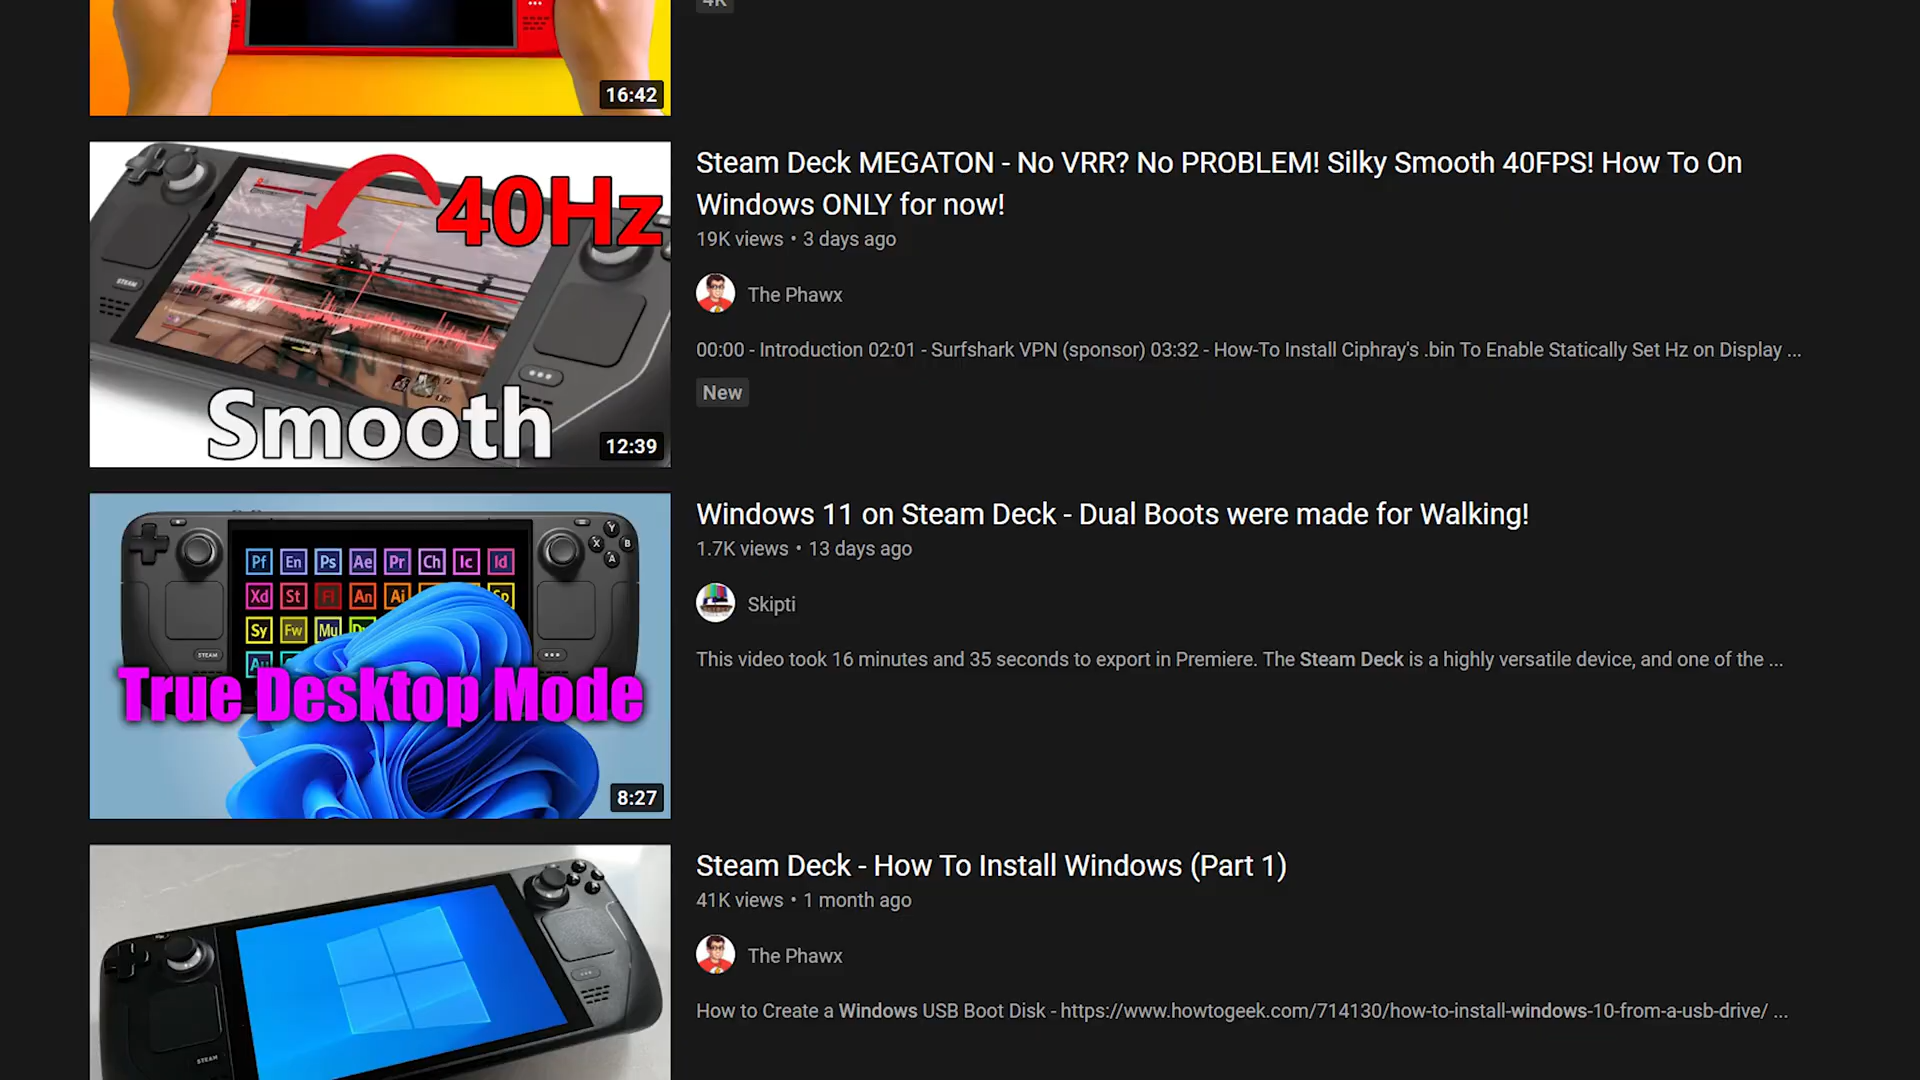 4K
16:42
40Hz
Smooth
12:39
Steam Deck MEGATON - No VRR? No PROBLEM! Silky Smooth 40FPS! How To On
Windows ONLY for now!
19K views • 3 days ago
The Phawx
00:00 - Introduction 02:01 - Surfshark VPN (sponsor) 03:32 - How-To Install Ciphray's .bin To Enable Statically Set Hz on Display ...
New
Pf En Ps Ae Pr Ch Ic Id
Xd St Fl An Ai Sp
Sy Fw Mu
Au
STEAM
Y
X B
A
True Desktop Mode
8:27
Windows 11 on Steam Deck - Dual Boots were made for Walking!
1.7K views • 13 days ago
Skipti
This video took 16 minutes and 35 seconds to export in Premiere. The Steam Deck is a highly versatile device, and one of the ...
STEAM
Steam Deck - How To Install Windows (Part 1)
41K views • 1 month ago
The Phawx
How to Create a Windows USB Boot Disk - https://www.howtogeek.com/714130/how-to-install-windows-10-from-a-usb-drive/ ...